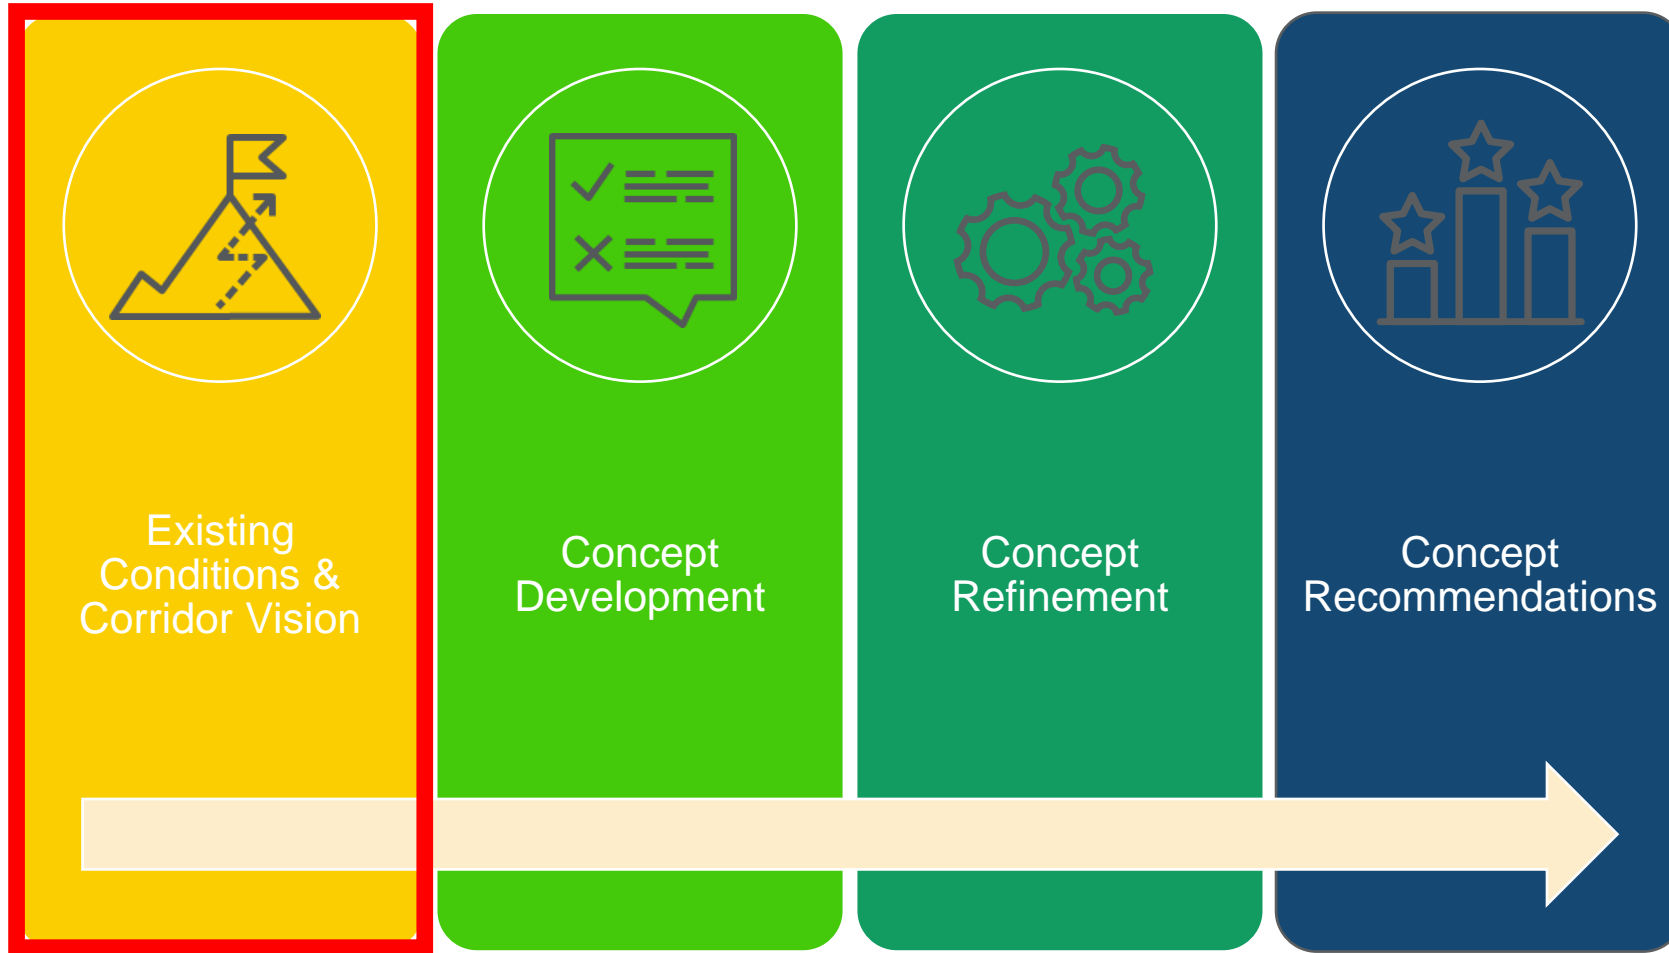 Existing
Conditions &
Corridor Vision
Concept
Development
Concept
Refinement
Concept
Recommendations